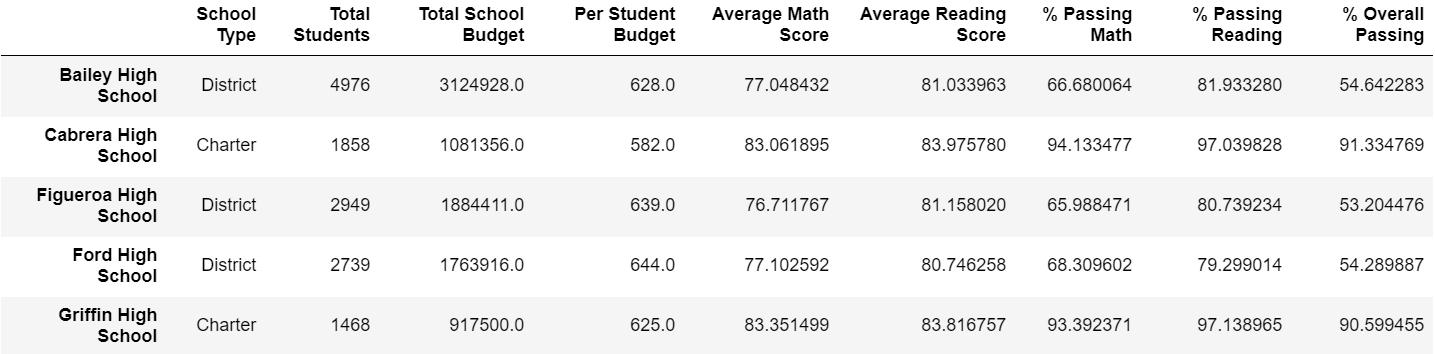 School Type Total Students Total School Budget Per Student Budget Average Math Score Average Reading Score % Passing Math % Passing Reading % Overall Passing
Bailey High School District 4976 3124928.0 628.0 77.048432 81.033963 66.680064 81.933280 54.642283
Cabrera High School Charter 1858 1081356.0 582.0 83.061895 83.975780 94.133477 97.039828 91.334769
Figueroa High School District 2949 1884411.0 639.0 76.711767 81.158020 65.988471 80.739234 53.204476
Ford High School District 2739 1763916.0 644.0 77.102592 80.746258 68.309602 79.299014 54.289887
Griffin High School Charter 1468 917500.0 625.0 83.351499 83.816757 93.392371 97.138965 90.599455